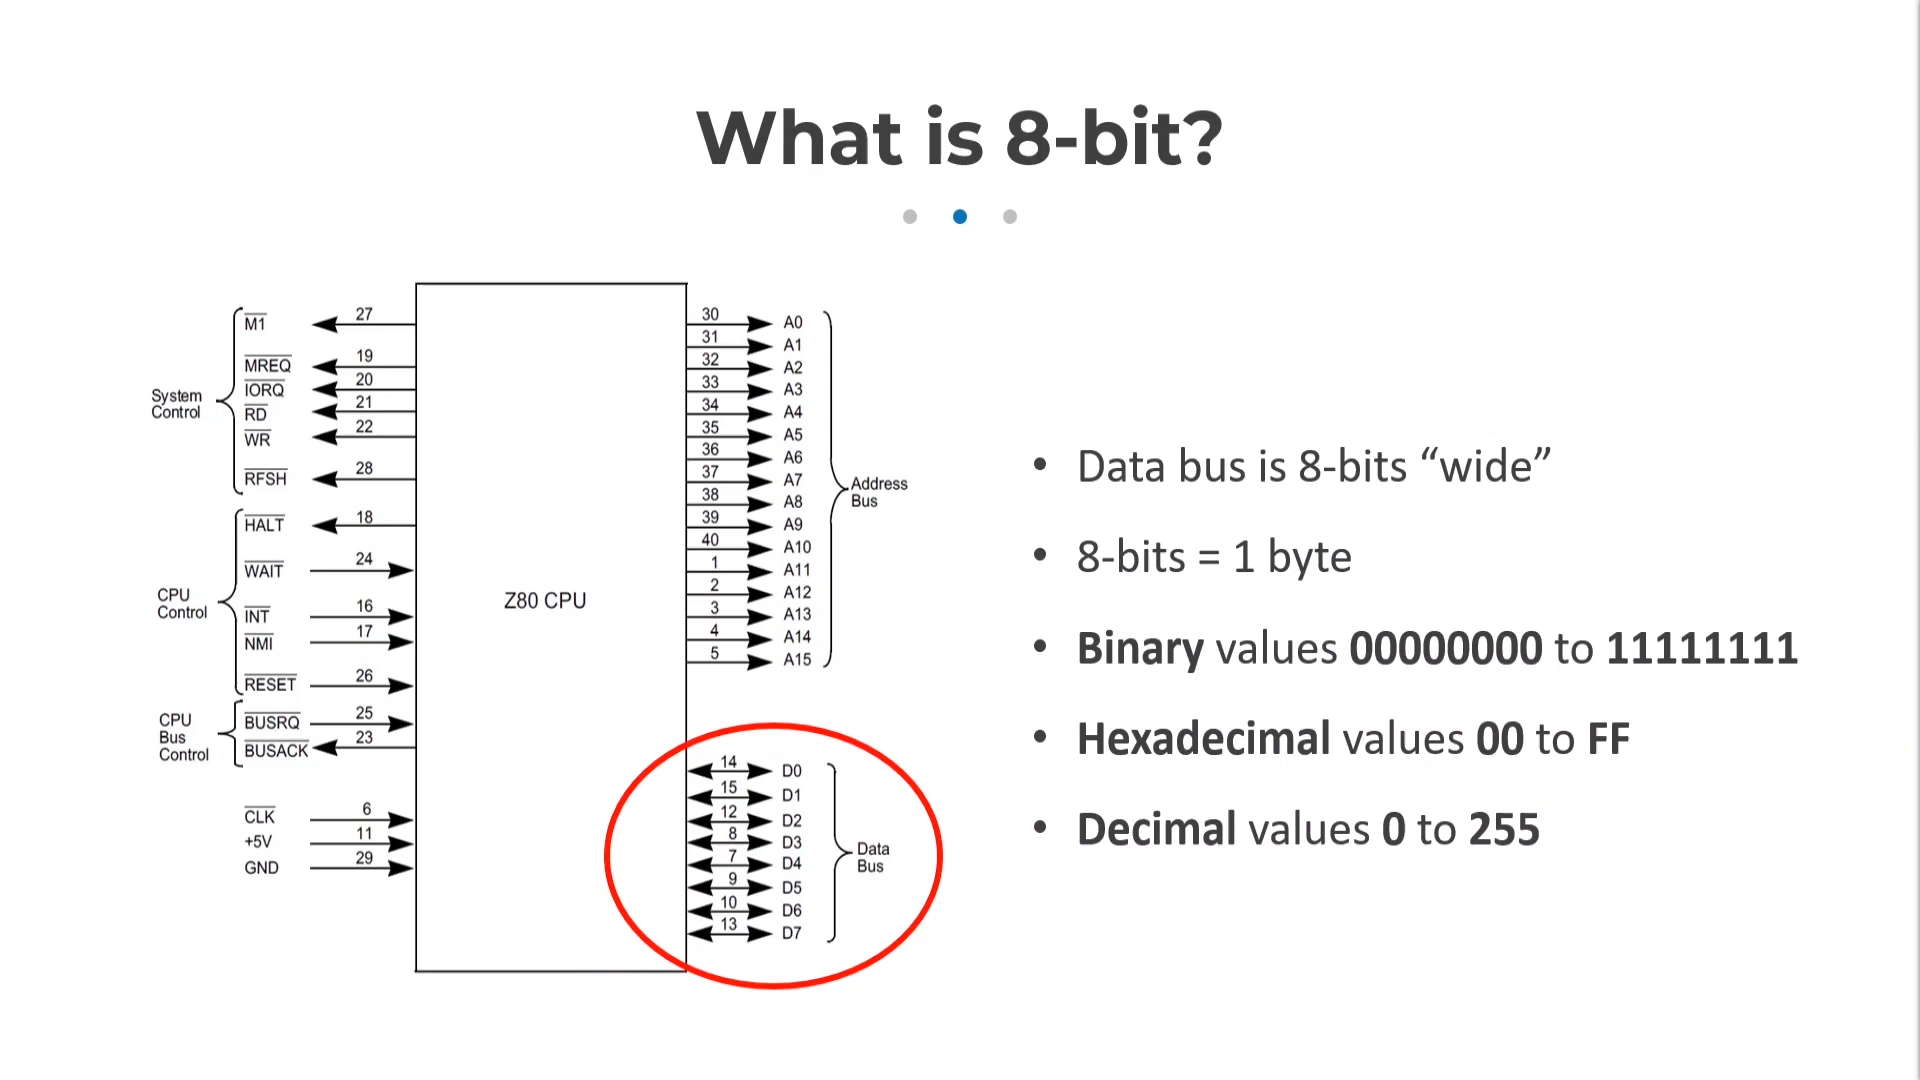 What is 8-bit?
System
Control
M1 27
MREQ 19
IORQ 20
RD 21
WR 22
RFSH 28
CPU
Control
HALT 18
WAIT 24
INT 16
NMI 17
RESET 26
CPU
Bus
Control
BUSRQ 25
BUSACK 23
CLK 6
+5V 11
GND 29
Z80 CPU
30 A0
31 A1
32 A2
33 A3
34 A4
35 A5
36 A6
37 A7
38 A8
39 A9
40 A10
1 A11
2 A12
3 A13
4 A14
5 A15
Address
Bus
14 D0
15 D1
12 D2
8 D3
7 D4
9 D5
10 D6
13 D7
Data
Bus
• Data bus is 8-bits “wide”
• 8-bits = 1 byte
• Binary values 00000000 to 11111111
• Hexadecimal values 00 to FF
• Decimal values 0 to 255